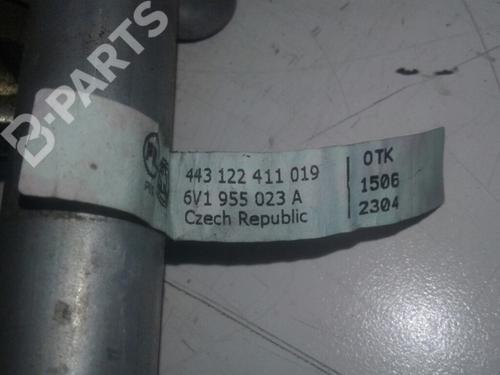 B-PARTS
443 122 411 019
6V1 955 023 A
Czech Republic
OTK
1506
2304